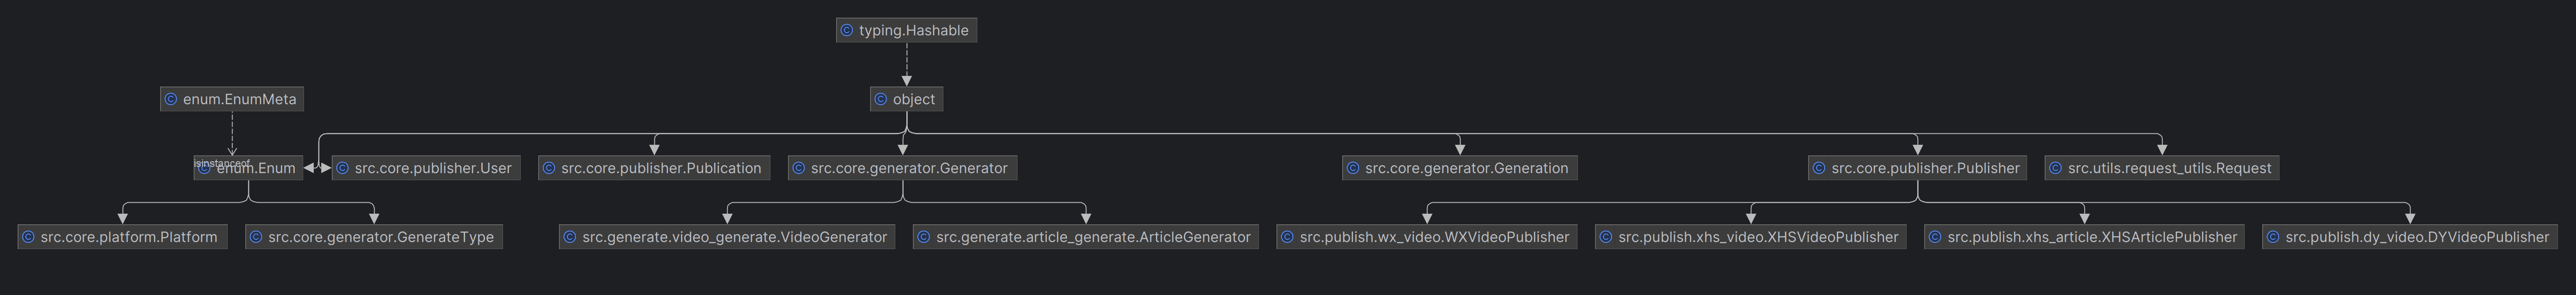 typing.Hashable
enum.EnumMeta
object
isinstanceof
enum.Enum
src.core.publisher.User
src.core.publisher.Publication
src.core.generator.Generator
src.core.generator.Generation
src.core.publisher.Publisher
src.utils.request_utils.Request
src.core.platform.Platform
src.core.generator.GenerateType
src.generate.video_generate.VideoGenerator
src.generate.article_generate.ArticleGenerator
src.publish.wx_video.WXVideoPublisher
src.publish.xhs_video.XHSVideoPublisher
src.publish.xhs_article.XHSArticlePublisher
src.publish.dy_video.DYVideoPublisher